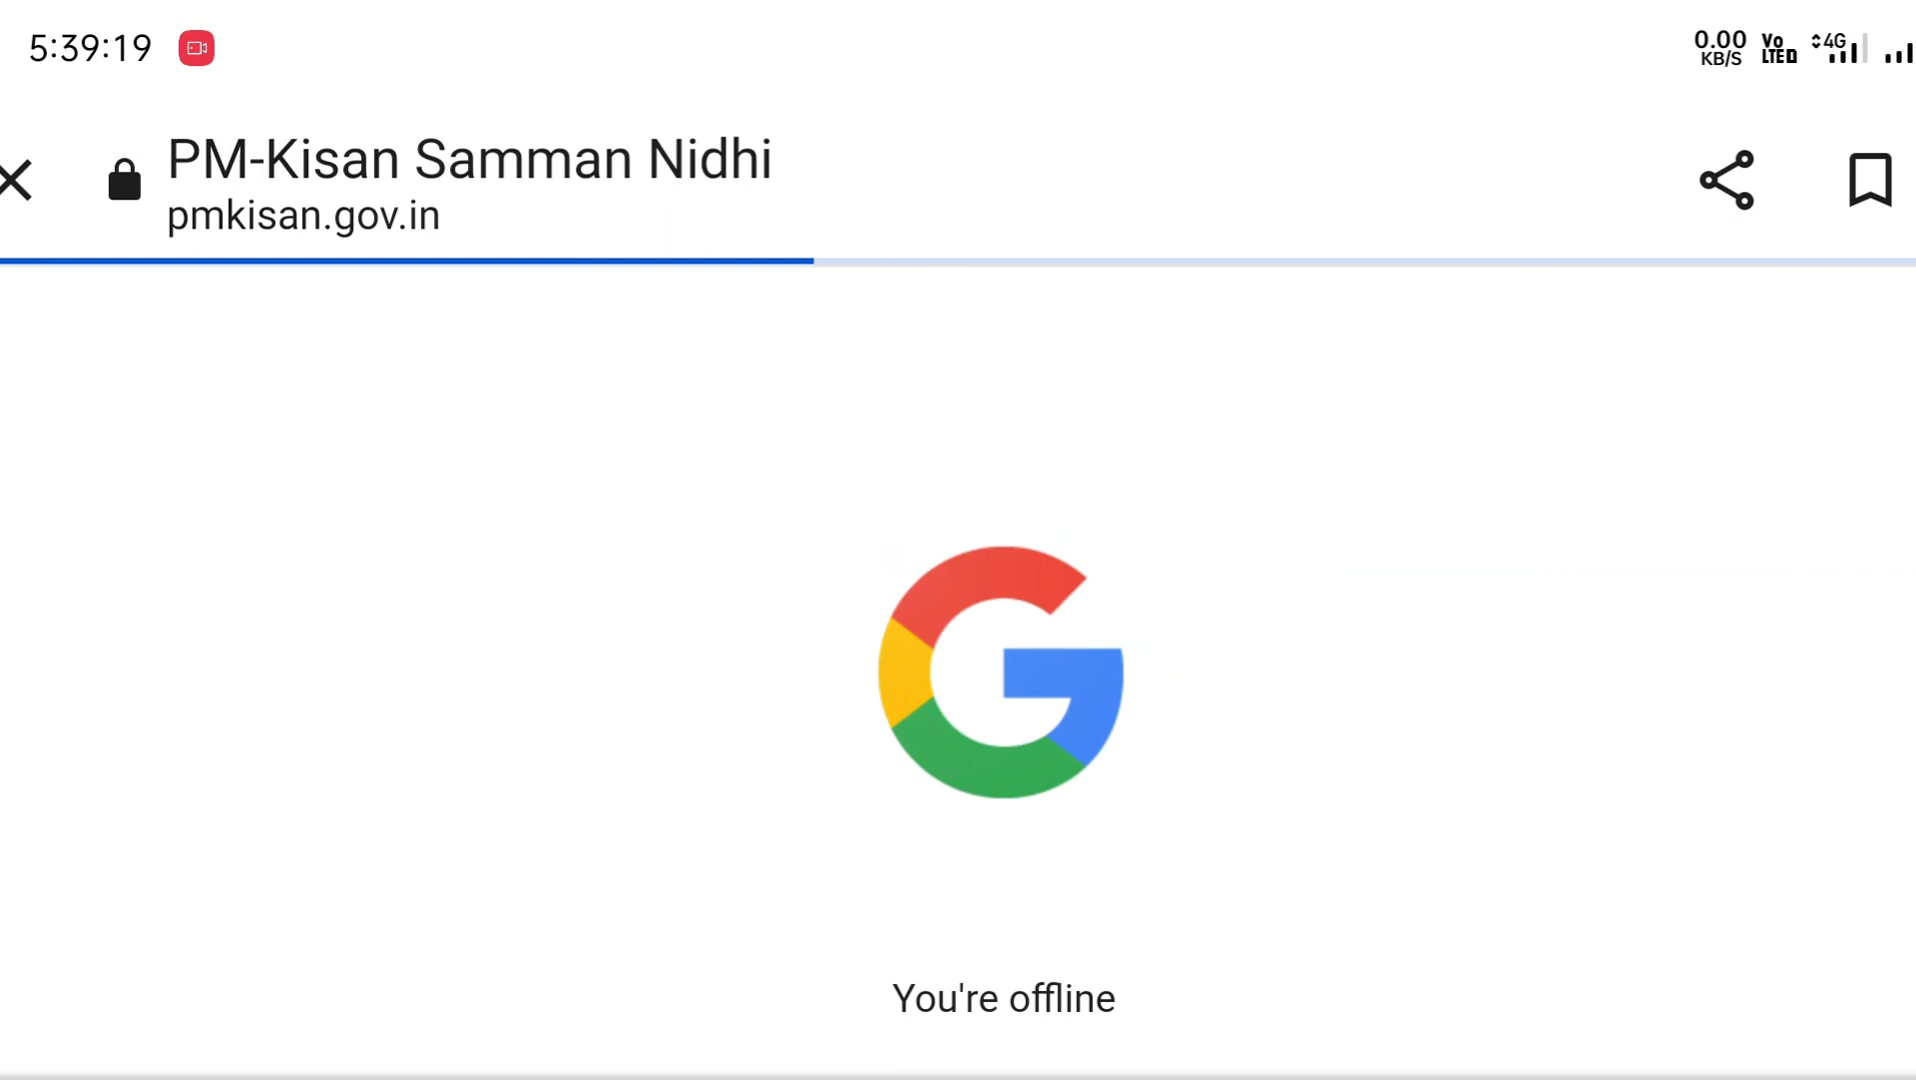 5:39:19
0.00
KB/S
Vo
LTE
4G
PM-Kisan Samman Nidhi
pmkisan.gov.in
You're offline